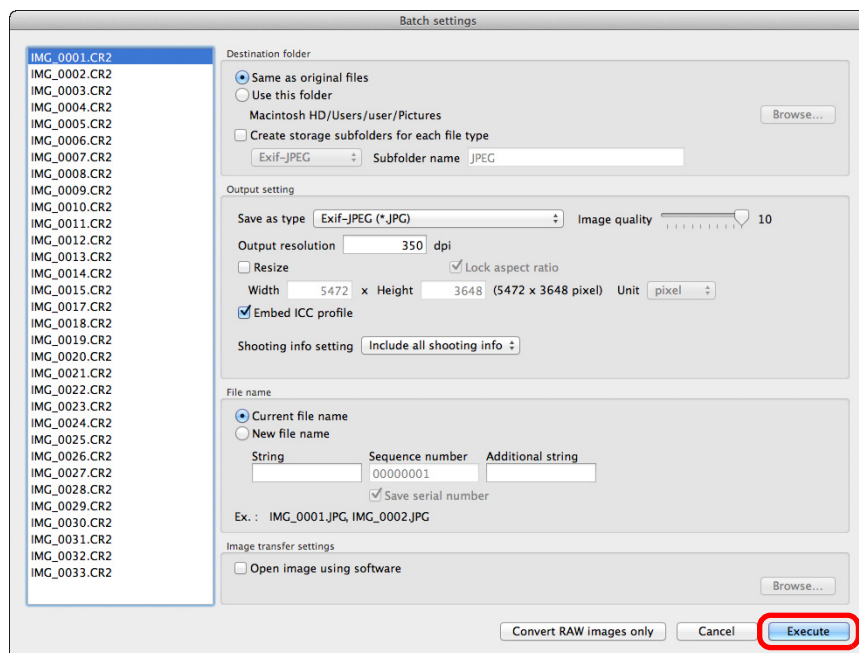 Batch settings
IMG_0001.CR2
IMG_0002.CR2
IMG_0003.CR2
IMG_0004.CR2
IMG_0005.CR2
IMG_0006.CR2
IMG_0007.CR2
IMG_0008.CR2
IMG_0009.CR2
IMG_0010.CR2
IMG_0011.CR2
IMG_0012.CR2
IMG_0013.CR2
IMG_0014.CR2
IMG_0015.CR2
IMG_0017.CR2
IMG_0018.CR2
IMG_0019.CR2
IMG_0020.CR2
IMG_0021.CR2
IMG_0022.CR2
IMG_0023.CR2
IMG_0024.CR2
IMG_0025.CR2
IMG_0026.CR2
IMG_0027.CR2
IMG_0028.CR2
IMG_0029.CR2
IMG_0030.CR2
IMG_0031.CR2
IMG_0032.CR2
IMG_0033.CR2
Destination folder
Same as original files
Use this folder
Macintosh HD/Users/user/Pictures Browse...
Create storage subfolders for each file type
Exif-JPEG Subfolder name JPEG
Output setting
Save as type Exif-JPEG (*.JPG) Image quality 10
Output resolution 350 dpi
Resize Lock aspect ratio
Width 5472 x Height 3648 (5472 x 3648 pixel) Unit pixel
Embed ICC profile
Shooting info setting Include all shooting info
File name
Current file name
New file name
String Sequence number Additional string
00000001
Save serial number
Ex. : IMG_0001.JPG, IMG_0002.JPG
Image transfer settings
Open image using software
Browse...
Convert RAW images only Cancel Execute